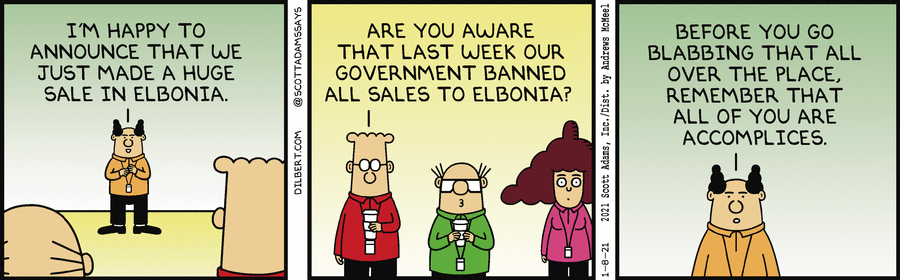 I'M HAPPY TO
ANNOUNCE THAT WE
JUST MADE A HUGE
SALE IN ELBONIA.
DILBERT.COM @SCOTTADAMSSAYS
ARE YOU AWARE
THAT LAST WEEK OUR
GOVERNMENT BANNED
ALL SALES TO ELBONIA?
1-8-21 2021 Scott Adams, Inc./Dist. by Andrews McMeel
BEFORE YOU GO
BLABBING THAT ALL
OVER THE PLACE,
REMEMBER THAT
ALL OF YOU ARE
ACCOMPLICES.